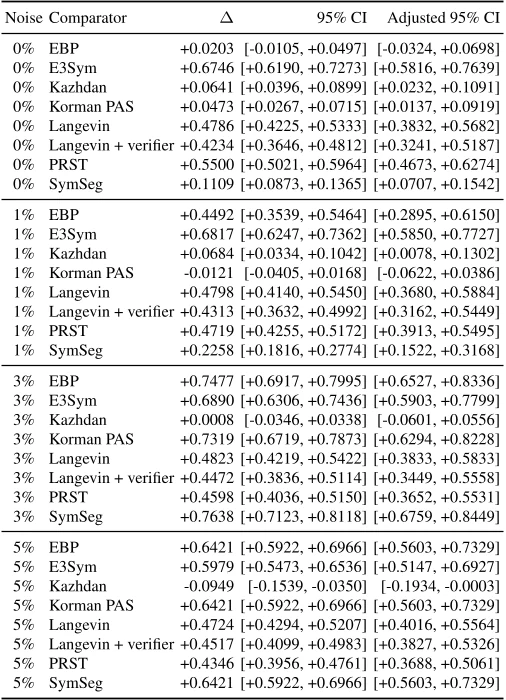 Noise Comparator Δ 95% CI Adjusted 95% CI
0% EBP +0.0203 [-0.0105, +0.0497] [-0.0324, +0.0698]
0% E3Sym +0.6746 [+0.6190, +0.7273] [+0.5816, +0.7639]
0% Kazhdan +0.0641 [+0.0396, +0.0899] [+0.0232, +0.1091]
0% Korman PAS +0.0473 [+0.0267, +0.0715] [+0.0137, +0.0919]
0% Langevin +0.4786 [+0.4225, +0.5333] [+0.3832, +0.5682]
0% Langevin + verifier +0.4234 [+0.3646, +0.4812] [+0.3241, +0.5187]
0% PRST +0.5500 [+0.5021, +0.5964] [+0.4673, +0.6274]
0% SymSeg +0.1109 [+0.0873, +0.1365] [+0.0707, +0.1542]
1% EBP +0.4492 [+0.3539, +0.5464] [+0.2895, +0.6150]
1% E3Sym +0.6817 [+0.6247, +0.7362] [+0.5850, +0.7727]
1% Kazhdan +0.0684 [+0.0334, +0.1042] [+0.0078, +0.1302]
1% Korman PAS -0.0121 [-0.0405, +0.0168] [-0.0622, +0.0386]
1% Langevin +0.4798 [+0.4140, +0.5450] [+0.3680, +0.5884]
1% Langevin + verifier +0.4313 [+0.3632, +0.4992] [+0.3162, +0.5449]
1% PRST +0.4719 [+0.4255, +0.5172] [+0.3913, +0.5495]
1% SymSeg +0.2258 [+0.1816, +0.2774] [+0.1522, +0.3168]
3% EBP +0.7477 [+0.6917, +0.7995] [+0.6527, +0.8336]
3% E3Sym +0.6890 [+0.6306, +0.7436] [+0.5903, +0.7799]
3% Kazhdan +0.0008 [-0.0346, +0.0338] [-0.0601, +0.0556]
3% Korman PAS +0.7319 [+0.6719, +0.7873] [+0.6294, +0.8228]
3% Langevin +0.4823 [+0.4219, +0.5422] [+0.3833, +0.5833]
3% Langevin + verifier +0.4472 [+0.3836, +0.5114] [+0.3449, +0.5558]
3% PRST +0.4598 [+0.4036, +0.5150] [+0.3652, +0.5531]
3% SymSeg +0.7638 [+0.7123, +0.8118] [+0.6759, +0.8449]
5% EBP +0.6421 [+0.5922, +0.6966] [+0.5603, +0.7329]
5% E3Sym +0.5979 [+0.5473, +0.6536] [+0.5147, +0.6927]
5% Kazhdan -0.0949 [-0.1539, -0.0350] [-0.1934, -0.0003]
5% Korman PAS +0.6421 [+0.5922, +0.6966] [+0.5603, +0.7329]
5% Langevin +0.4724 [+0.4294, +0.5207] [+0.4016, +0.5564]
5% Langevin + verifier +0.4517 [+0.4099, +0.4983] [+0.3827, +0.5326]
5% PRST +0.4346 [+0.3956, +0.4761] [+0.3688, +0.5061]
5% SymSeg +0.6421 [+0.5922, +0.6966] [+0.5603, +0.7329]